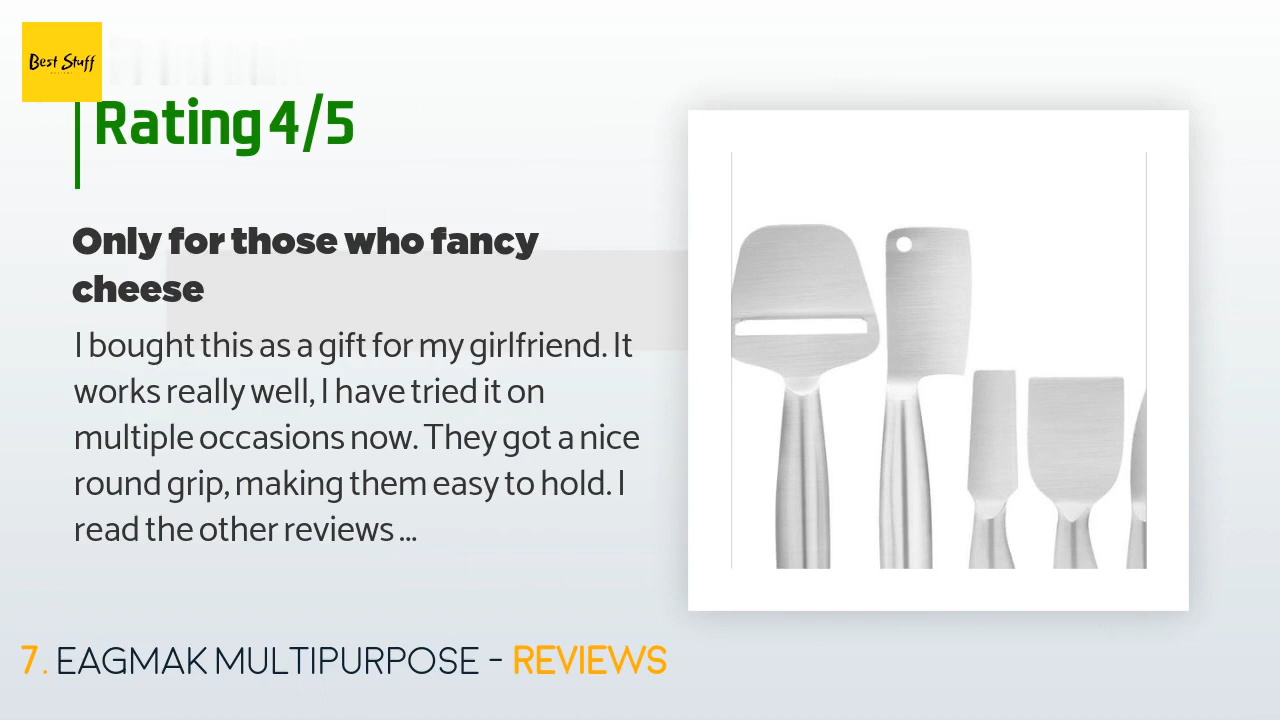 Best Stuff
Rating 4/5
Only for those who fancy
cheese
I bought this as a gift for my girlfriend. It
works really well, I have tried it on
multiple occasions now. They got a nice
round grip, making them easy to hold. I
read the other reviews ...
7. EAGMAK MULTIPURPOSE - REVIEWS